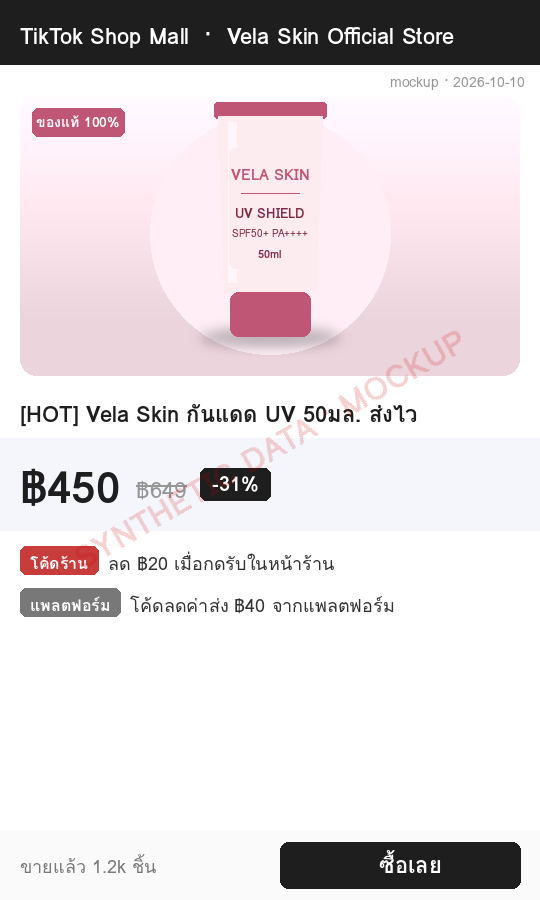 TikTok Shop Mall · Vela Skin Official Store
mockup · 2026-10-10
ของแท้ 100%
VELA SKIN
UV SHIELD
SPF50+ PA++++
50ml
[HOT] Vela Skin กันแดด UV 50มล. ส่งไว
฿450 ฿649 -31%
โค้ดร้าน ลด ฿20 เมื่อกดรับในหน้าร้าน
แพลตฟอร์ม โค้ดลดค่าส่ง ฿40 จากแพลตฟอร์ม
SYNTHETIC DATA · MOCKUP
ขายแล้ว 1.2k ชิ้น
ซื้อเลย